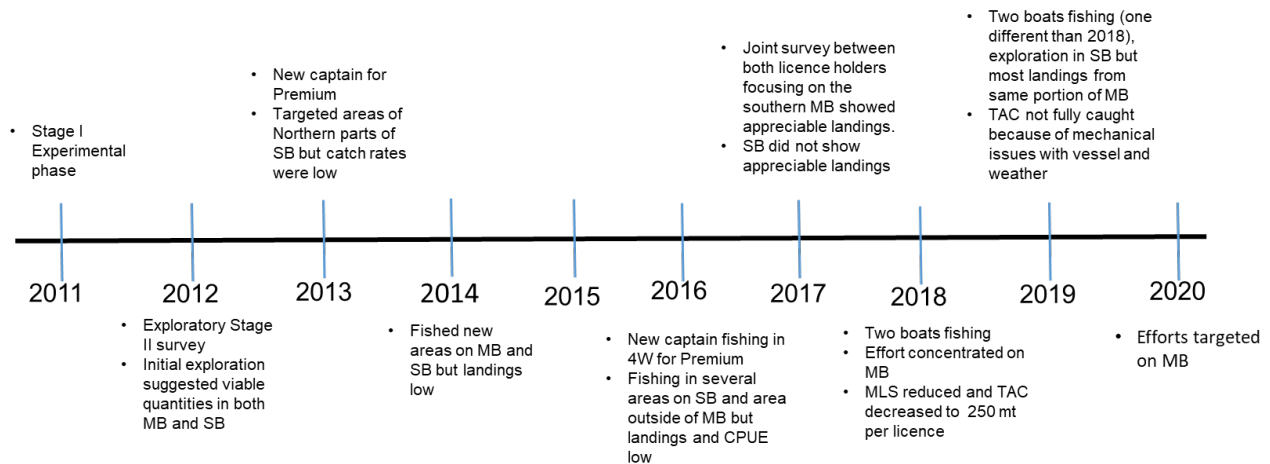 • Stage I
Experimental
phase
• New captain for
Premium
• Targeted areas of
Northern parts of
SB but catch rates
were low
• Joint survey between
both licence holders
focusing on the
southern MB showed
appreciable landings.
• SB did not show
appreciable landings
• Two boats fishing (one
different than 2018),
exploration in SB but
most landings from
same portion of MB
• TAC not fully caught
because of mechanical
issues with vessel and
weather
2011
2012
2013
2014
2015
2016
2017
2018
2019
2020
• Exploratory Stage
II survey
• Initial exploration
suggested viable
quantities in both
MB and SB
• Fished new
areas on MB and
SB but landings
low
• New captain fishing in
4W for Premium
• Fishing in several
areas on SB and area
outside of MB but
landings and CPUE
low
• Two boats fishing
• Effort concentrated on
MB
• MLS reduced and TAC
decreased to 250 mt
per licence
• Efforts targeted
on MB